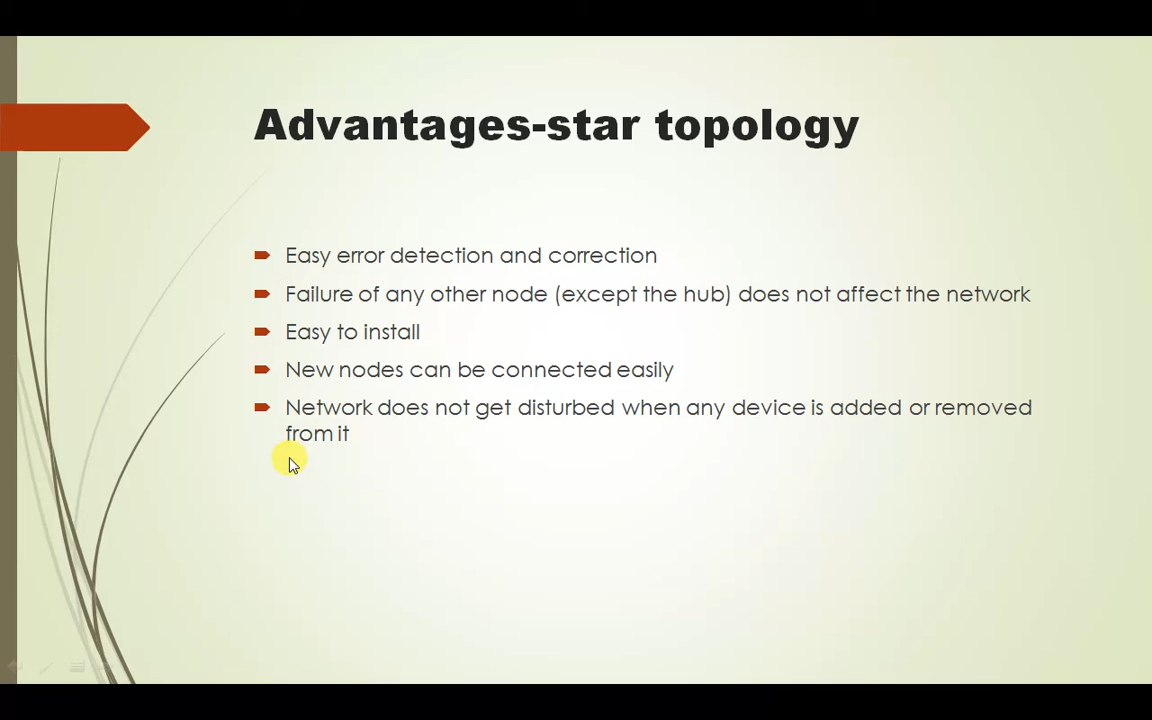 Advantages-star topology
Easy error detection and correction
Failure of any other node (except the hub) does not affect the network
Easy to install
New nodes can be connected easily
Network does not get disturbed when any device is added or removed
from it